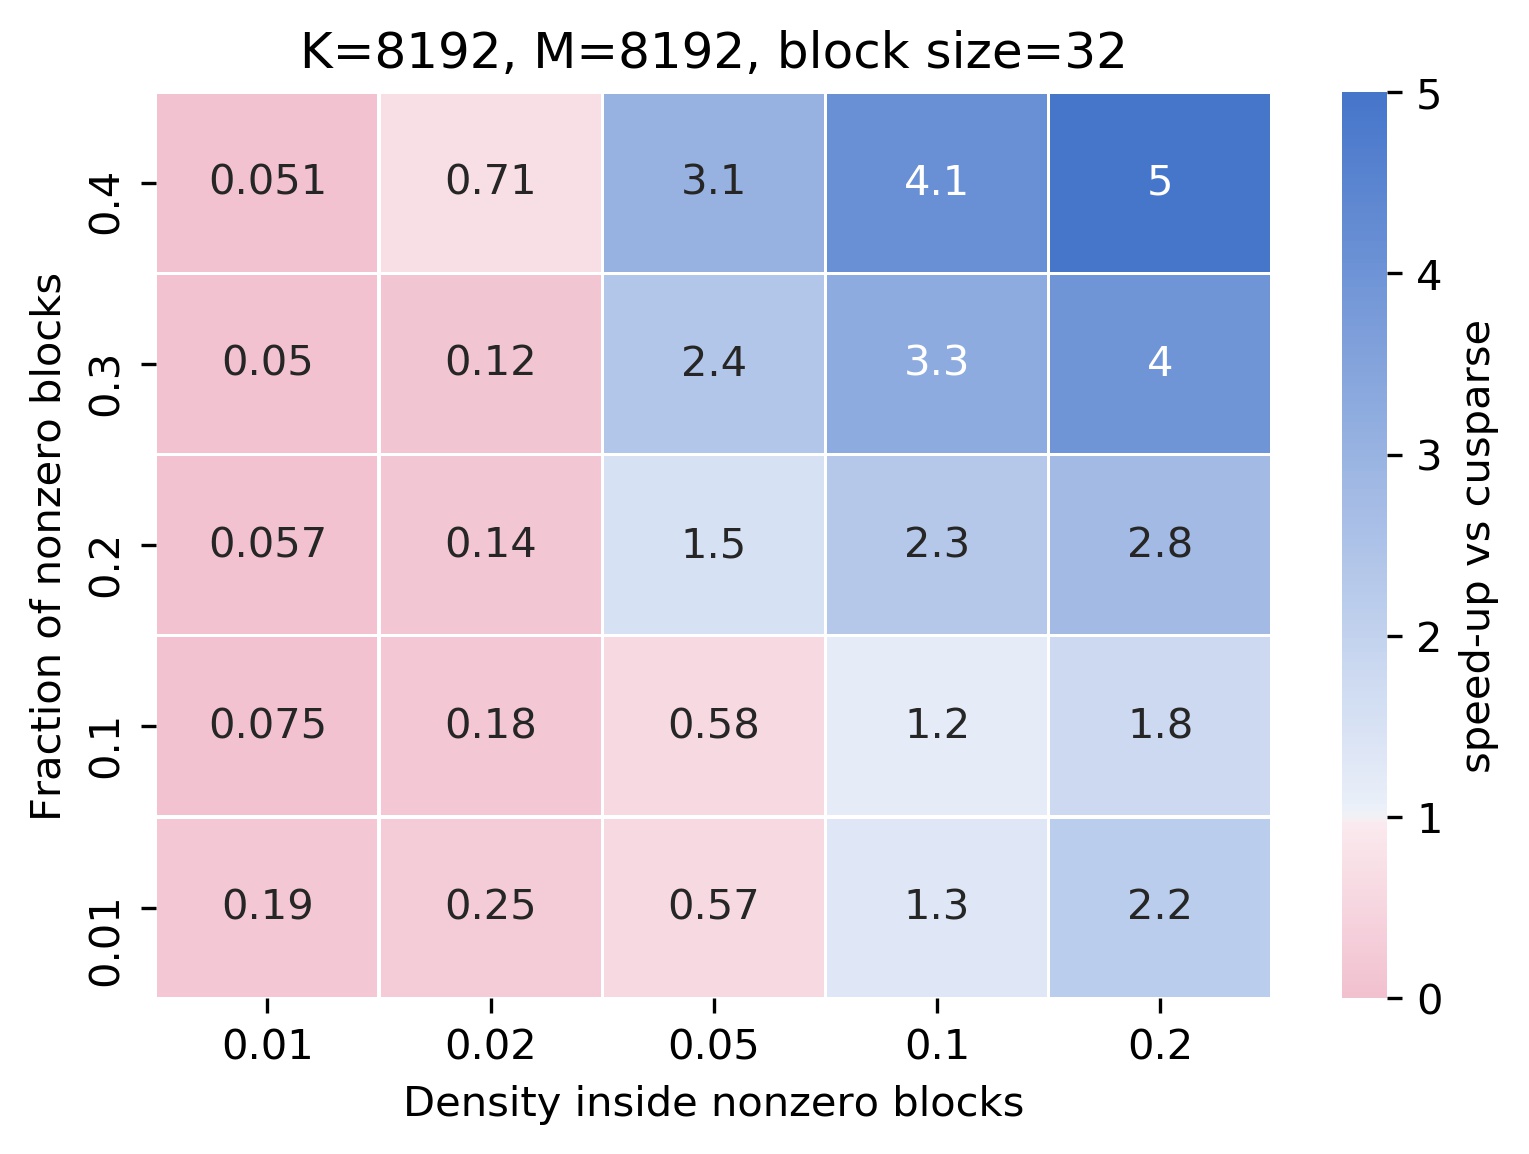 K=8192, M=8192, block size=32
Fraction of nonzero blocks
0.4 0.051 0.71 3.1 4.1 5
0.3 0.05 0.12 2.4 3.3 4
0.2 0.057 0.14 1.5 2.3 2.8
0.1 0.075 0.18 0.58 1.2 1.8
0.01 0.19 0.25 0.57 1.3 2.2
0.01 0.02 0.05 0.1 0.2
Density inside nonzero blocks
5
4
3
2
1
0
speed-up vs cusparse